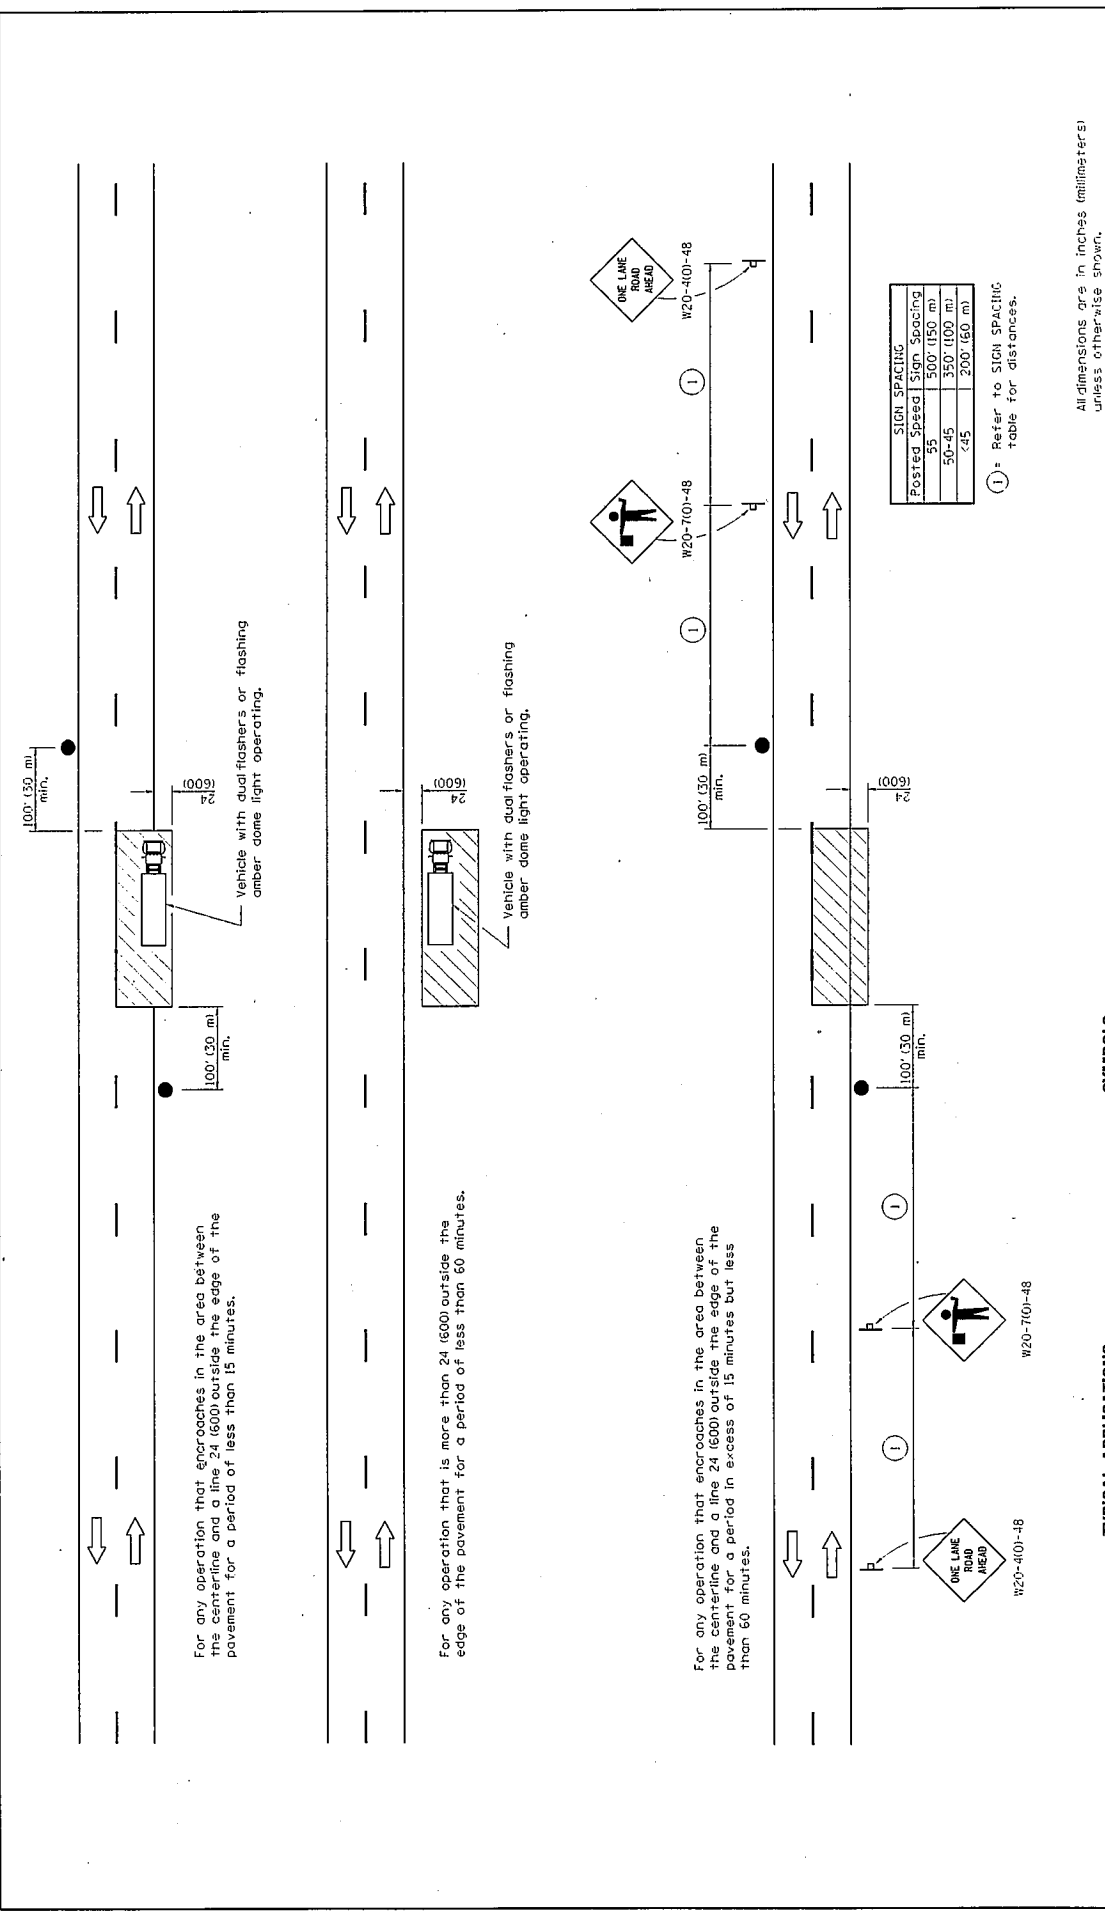 100' (30 m)
min.
24
(600)
Vehicle with dual flashers or flashing
amber dome light operating.
100' (30 m)
min.
For any operation that encroaches in the area between
the centerline and a line 24 (600) outside the edge of the
pavement for a period of less than 15 minutes.
24
(600)
Vehicle with dual flashers or flashing
amber dome light operating.
For any operation that is more than 24 (600) outside the
edge of the pavement for a period of less than 60 minutes.
ONE LANE
ROAD
AHEAD
W20-4(O)-48
W20-7(O)-48
1
1
100' (30 m)
min.
24
(600)
For any operation that encroaches in the area between
the centerline and a line 24 (600) outside the edge of the
pavement for a period in excess of 15 minutes but less
than 60 minutes.
100' (30 m)
min.
1
1
W20-7(O)-48
ONE LANE
ROAD
AHEAD
W20-4(O)-48
SIGN SPACING
Posted Speed Sign Spacing
55 500' (150 m)
50-45 350' (100 m)
<45 200' (60 m)
1 = Refer to SIGN SPACING
table for distances.
All dimensions are in inches (millimeters)
unless otherwise shown.
SYMBOLS
TYPICAL APPLICATIONS